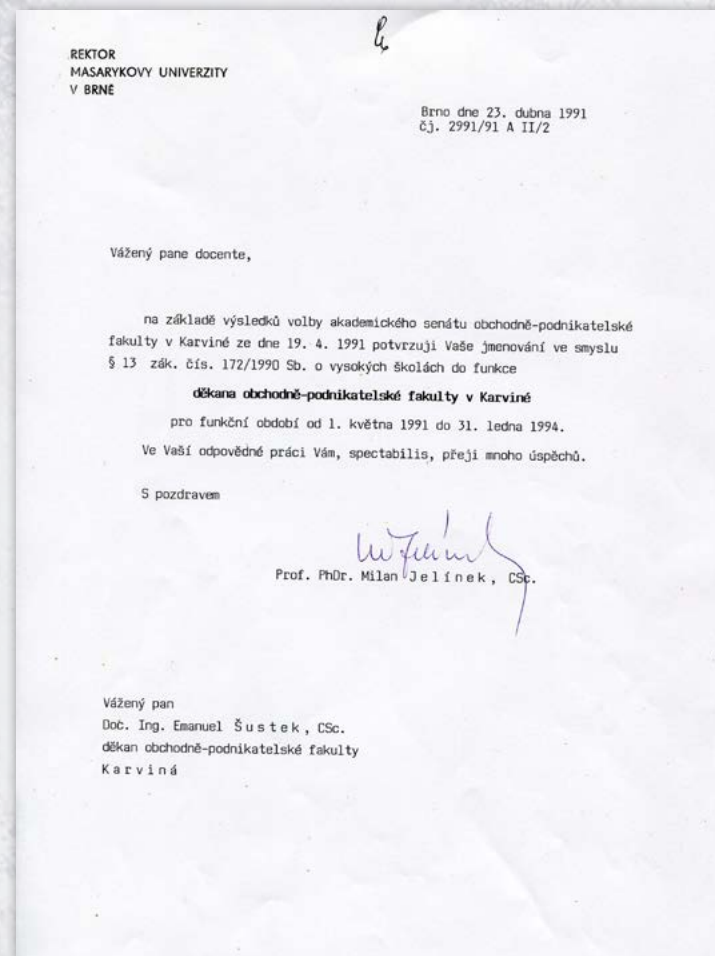 REKTOR
MASARYKOVY UNIVERZITY
V BRNĚ
Brno dne 23. dubna 1991
čj. 2991/91 A II/2
Vážený pane docente,
na základě výsledků volby akademického senátu obchodně-podnikatelské
fakulty v Karviné ze dne 19. 4. 1991 potvrzuji Vaše jmenování ve smyslu
§ 13 zák. čís. 172/1990 Sb. o vysokých školách do funkce
děkana obchodně-podnikatelské fakulty v Karviné
pro funkční období od 1. května 1991 do 31. ledna 1994.
Ve Vaší odpovědné práci Vám, spectabilis, přeji mnoho úspěchů.
S pozdravem
Prof. PhDr. Milan J e l í n e k , CSc.
Vážený pan
Doc. Ing. Emanuel Š u s t e k , CSc.
děkan obchodně-podnikatelské fakulty
K a r v i n á